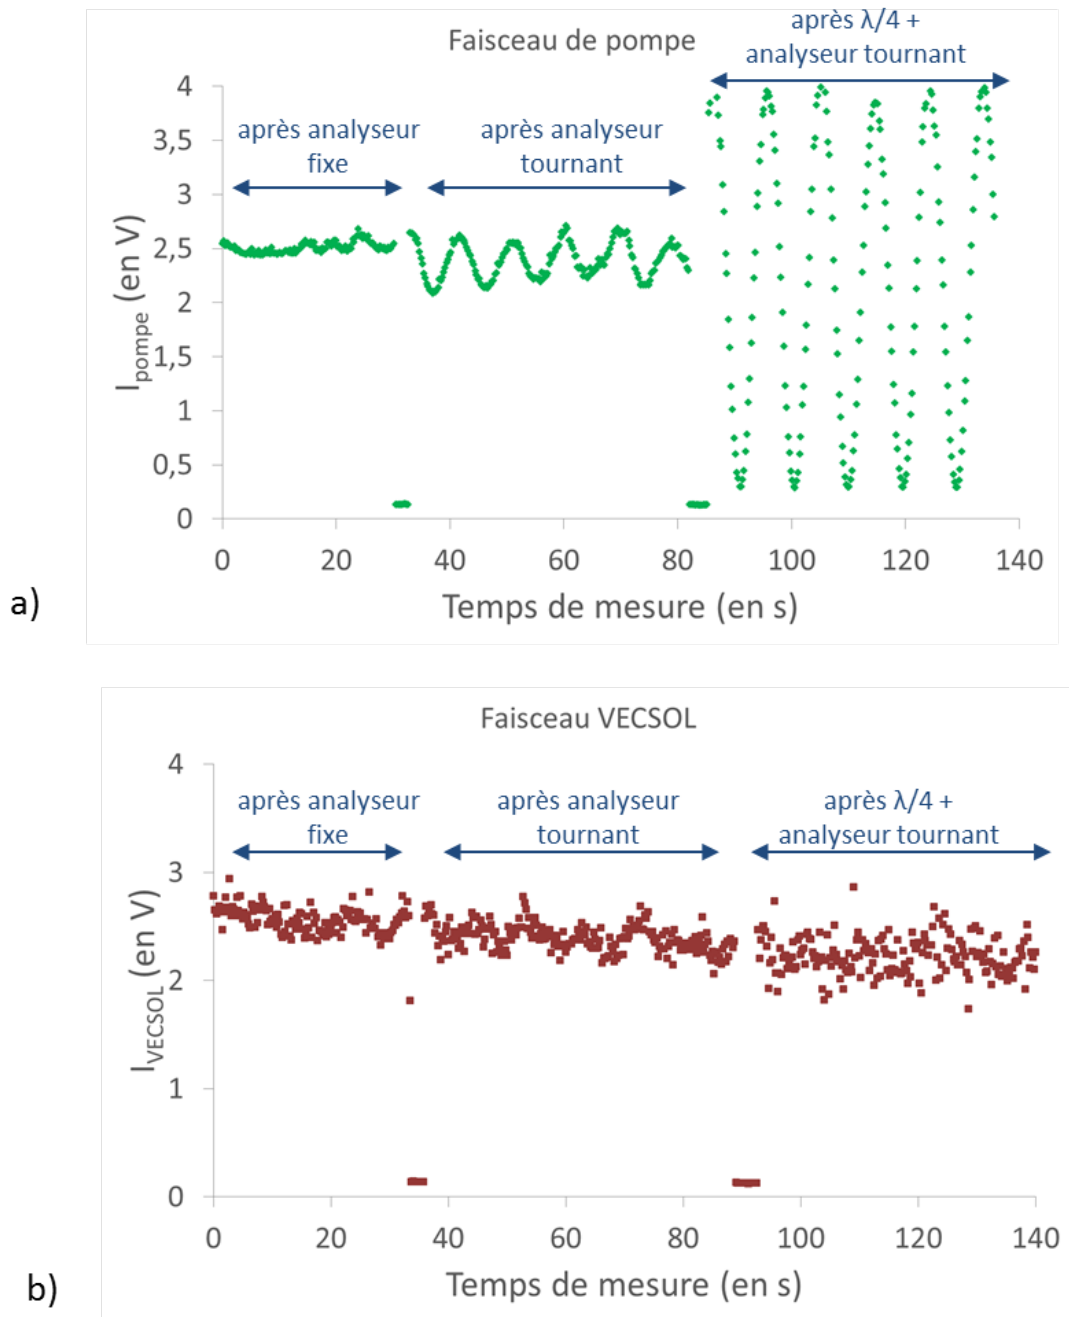 Faisceau de pompe
après λ/4 +
analyseur tournant
après analyseur
fixe
après analyseur
tournant
4
3,5
3
2,5
2
1,5
1
0,5
0
I pompe (en V)
0 20 40 60 80 100 120 140
Temps de mesure (en s)
a)
Faisceau VECSOL
après analyseur
fixe
après analyseur
tournant
après λ/4 +
analyseur tournant
4
3
2
1
0
I VECSOL (en V)
0 20 40 60 80 100 120 140
Temps de mesure (en s)
b)